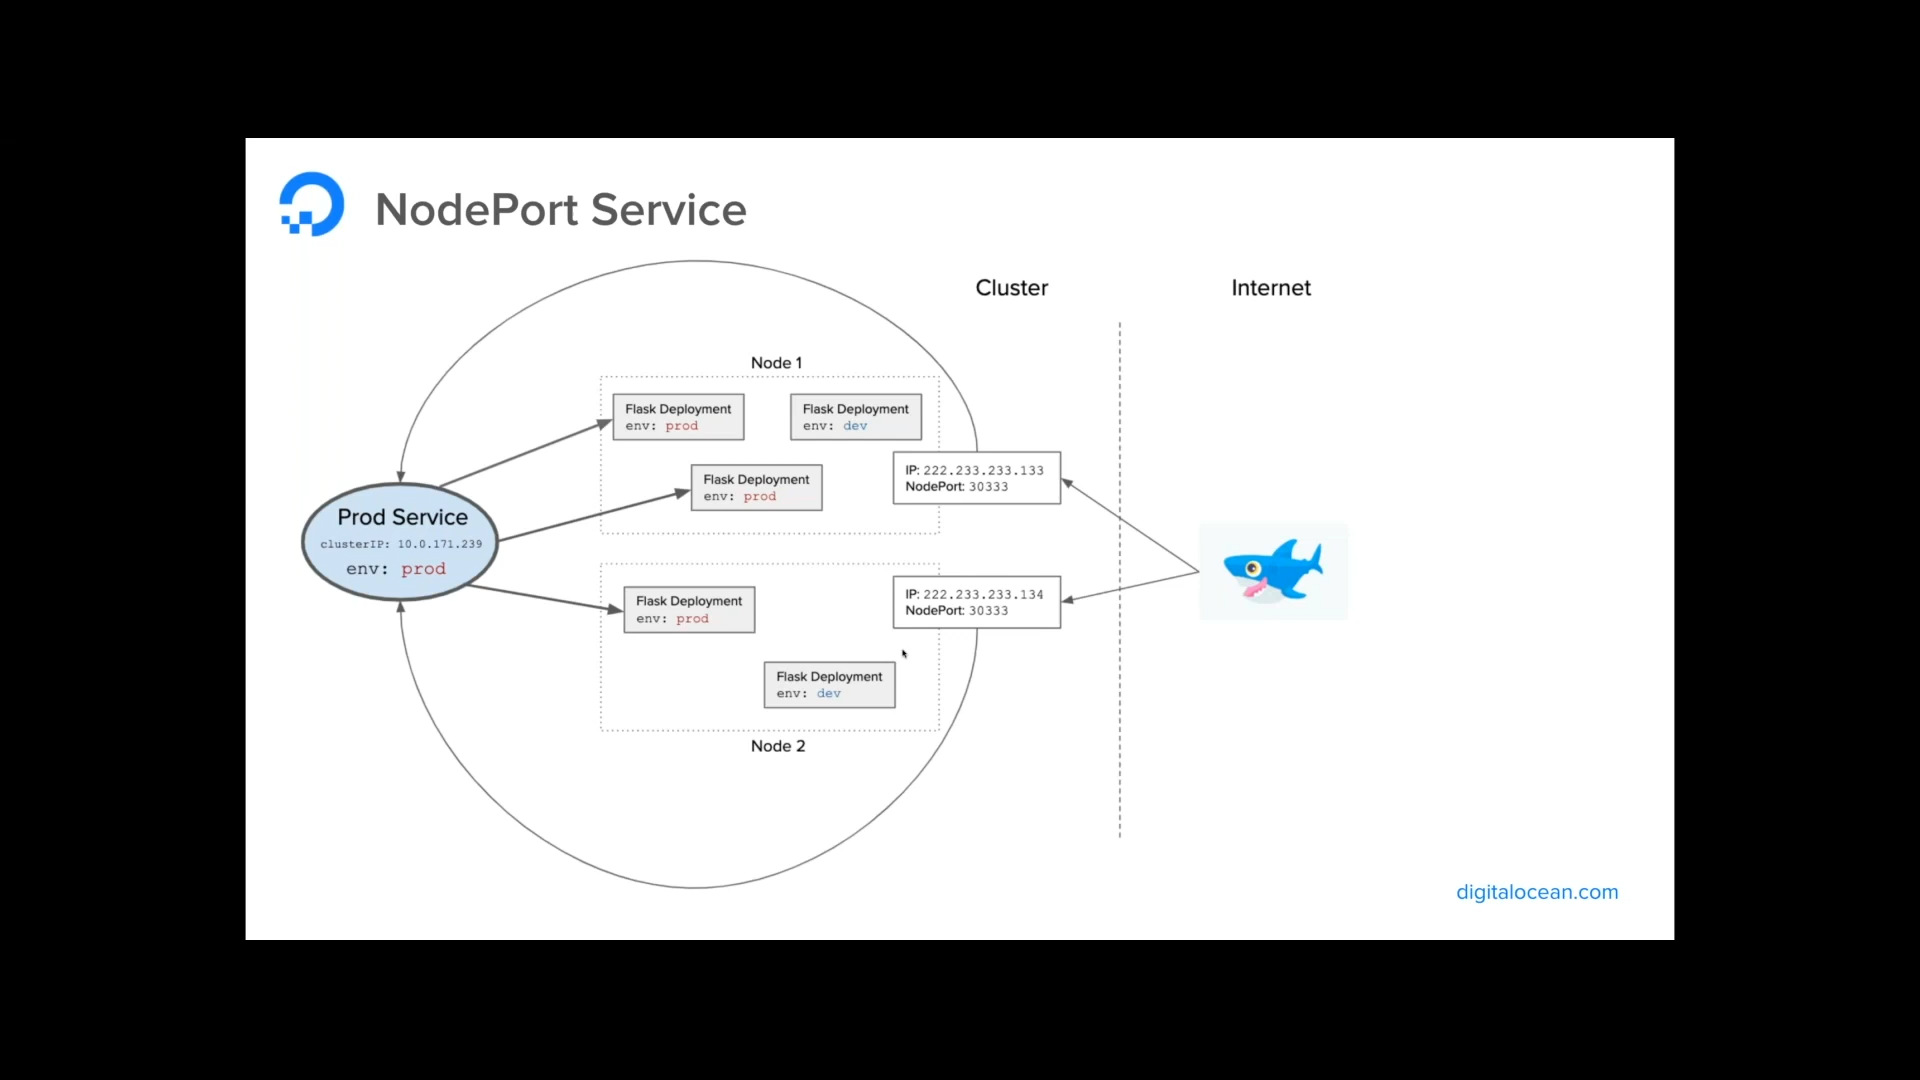 NodePort Service
Cluster
Internet
Node 1
Flask Deployment
env: prod
Flask Deployment
env: dev
Flask Deployment
env: prod
IP: 222.233.233.133
NodePort: 30333
Prod Service
clusterIP: 10.0.171.239
env: prod
Flask Deployment
env: prod
IP: 222.233.233.134
NodePort: 30333
Flask Deployment
env: dev
Node 2
digitalocean.com